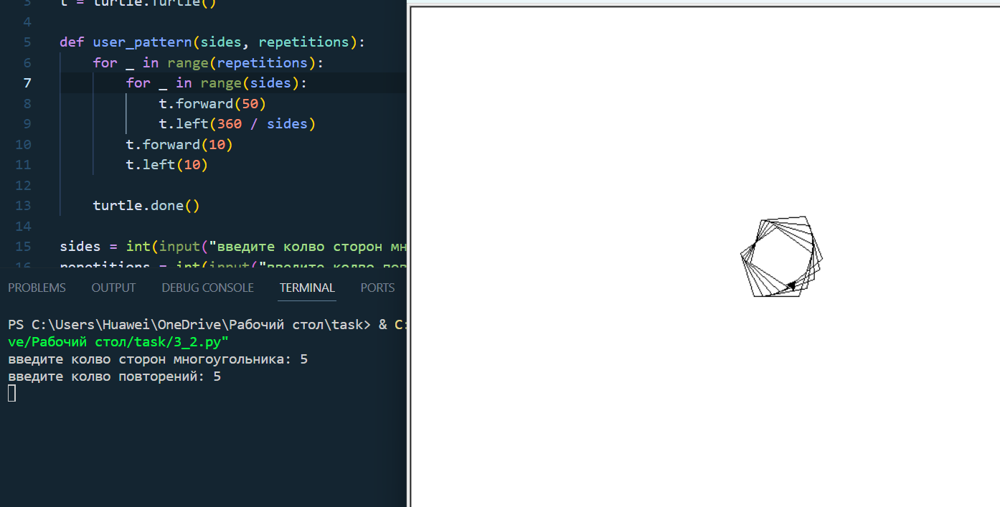 3 t = turtle.Turtle()
4
5 def user_pattern(sides, repetitions):
6 for _ in range(repetitions):
7 for _ in range(sides):
8 t.forward(50)
9 t.left(360 / sides)
10 t.forward(10)
11 t.left(10)
12
13 turtle.done()
14
15 sides = int(input("введите колво сторон мн
16 repetitions = int(input("введите колво пов
PROBLEMS OUTPUT DEBUG CONSOLE TERMINAL PORTS
PS C:\Users\Huawei\OneDrive\Рабочий стол\task> & C:
ve/Рабочий стол/task/3_2.py"
введите колво сторон многоугольника: 5
введите колво повторений: 5